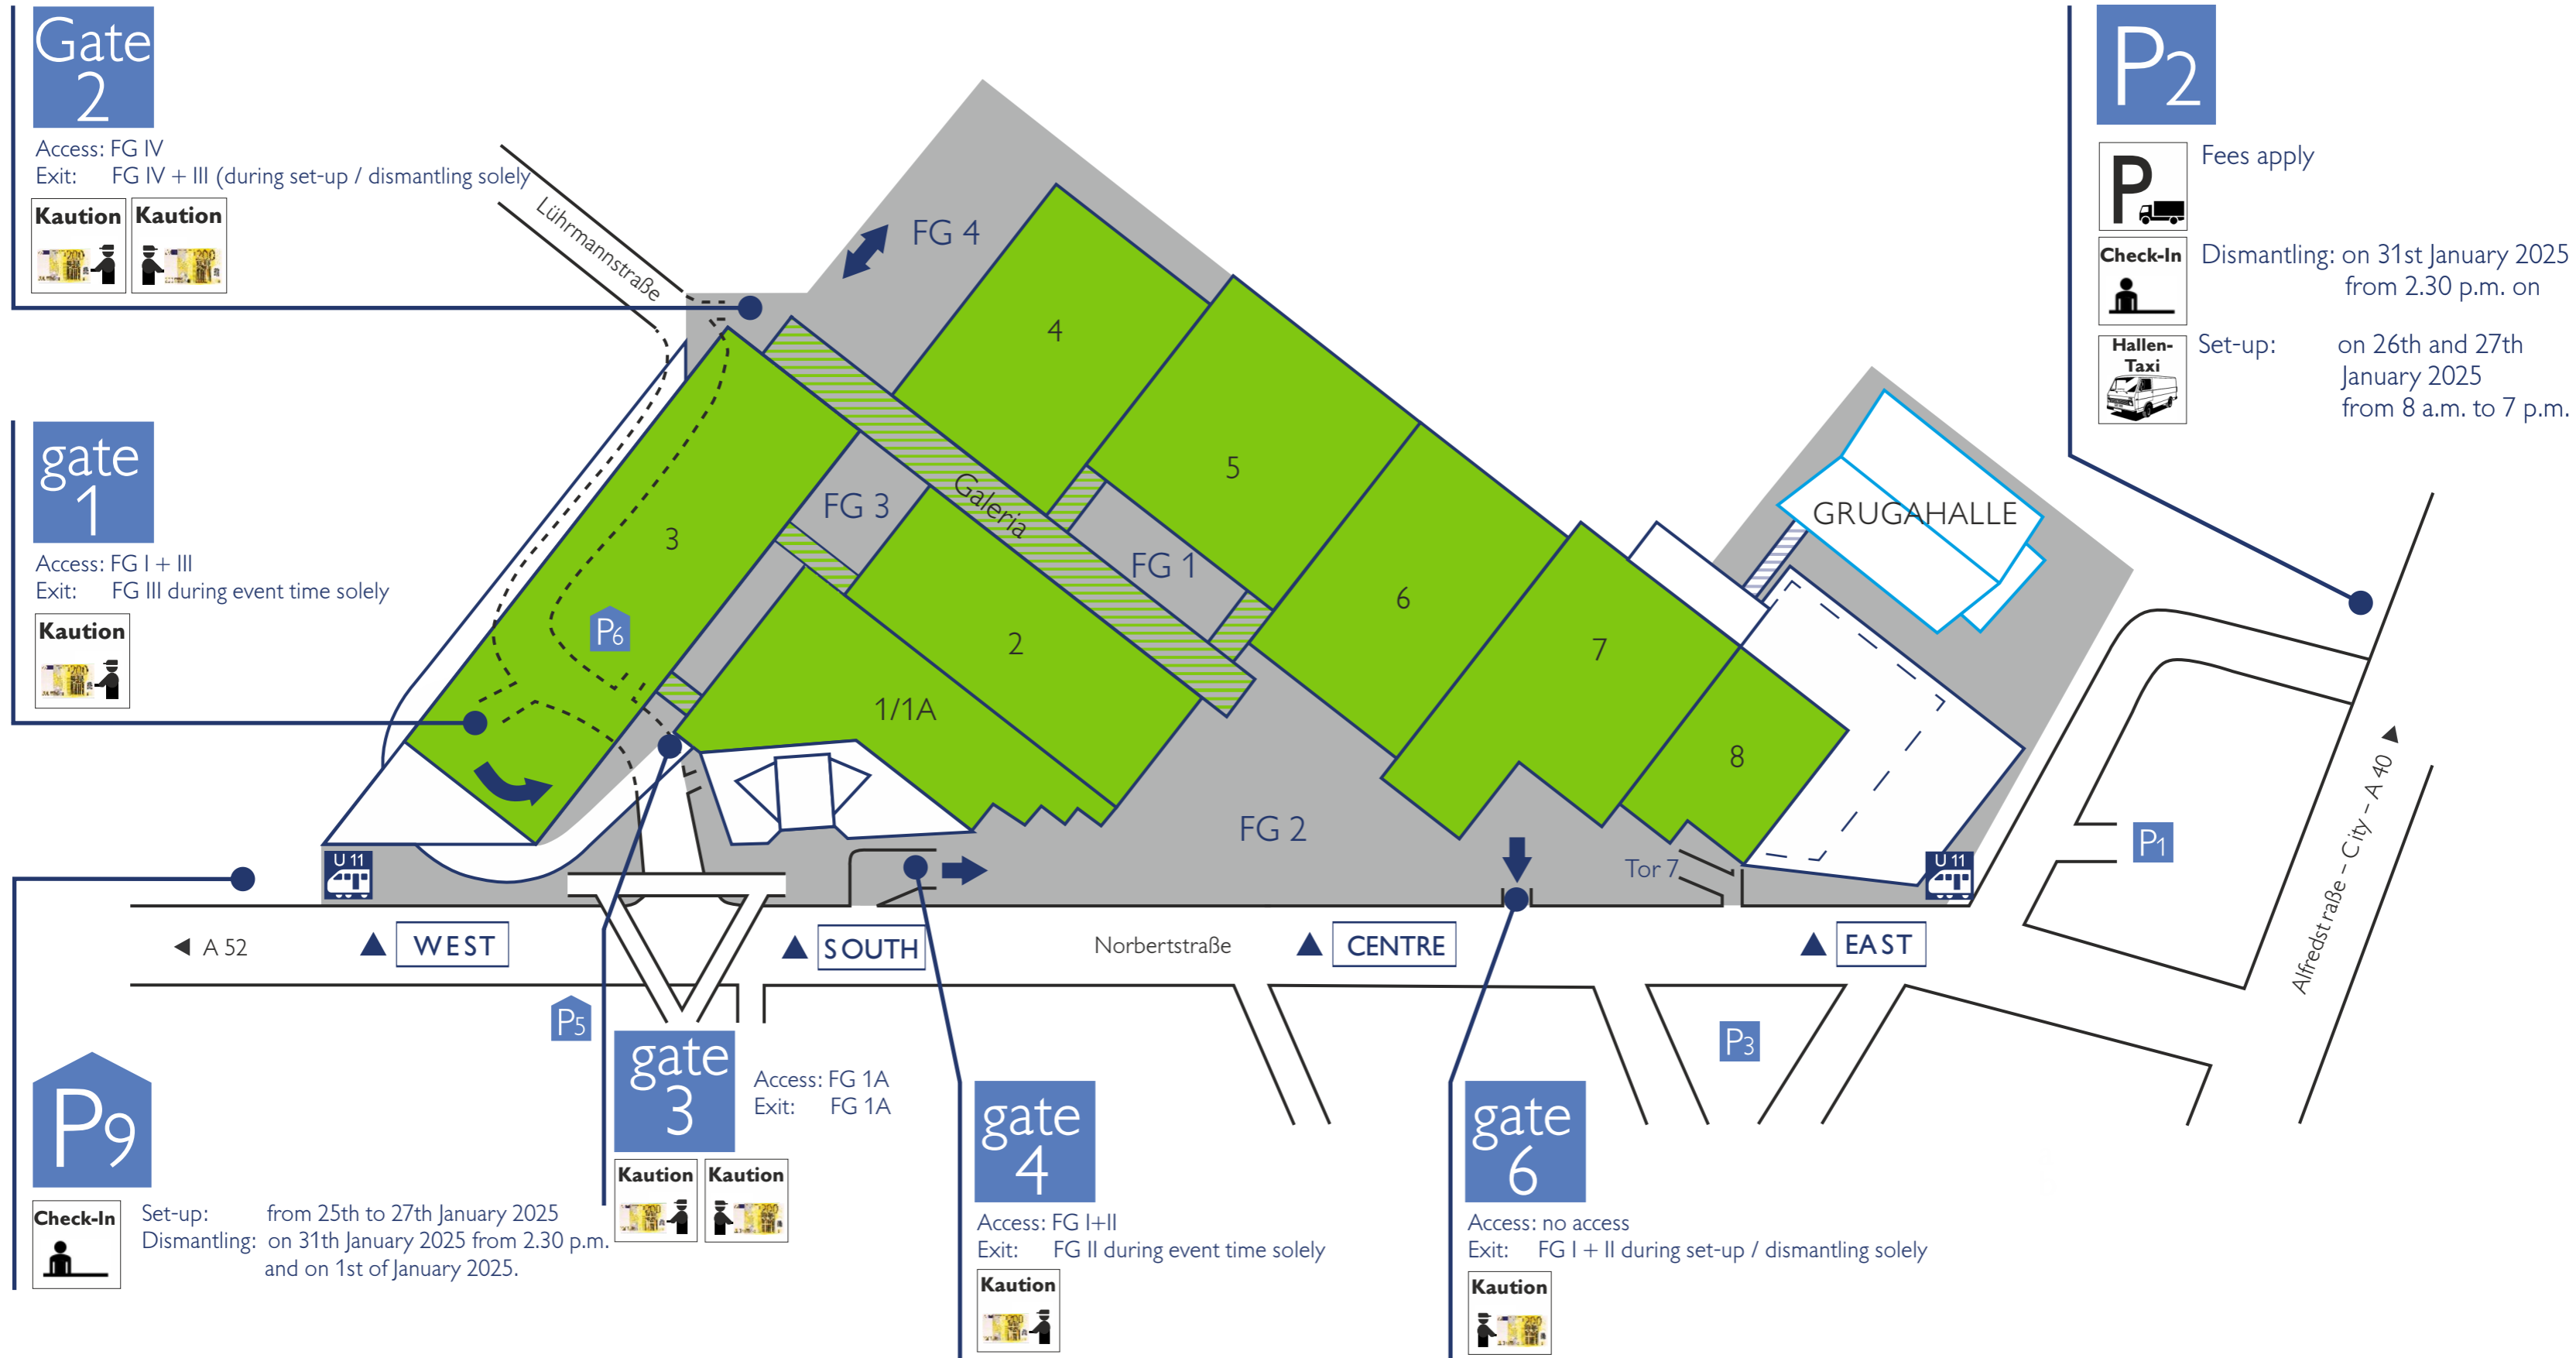 Gate
2
Access: FG IV
Exit: FG IV + III (during set-up / dismantling solely
Kaution
Kaution
gate
1
Access: FG I + III
Exit: FG III during event time solely
Kaution
Lührmannstraße
FG 4
4
5
3
FG 3
Galeria
FG 1
6
P6
2
7
1/1A
8
GRUGAHALLE
FG 2
Tor 7
U 11
U 11
P2
P
Fees apply
Check-In
Dismantling: on 31st January 2025
from 2.30 p.m. on
Hallen-
Taxi
Set-up: on 26th and 27th
January 2025
from 8 a.m. to 7 p.m.
P1
Alfredstraße – City – A 40
A 52
WEST
SOUTH
Norbertstraße
CENTRE
EAST
P5
P3
P9
Check-In
Set-up: from 25th to 27th January 2025
Dismantling: on 31th January 2025 from 2.30 p.m.
and on 1st of January 2025.
gate
3
Access: FG 1A
Exit: FG 1A
Kaution
Kaution
gate
4
Access: FG I+II
Exit: FG II during event time solely
Kaution
gate
6
Access: no access
Exit: FG I + II during set-up / dismantling solely
Kaution